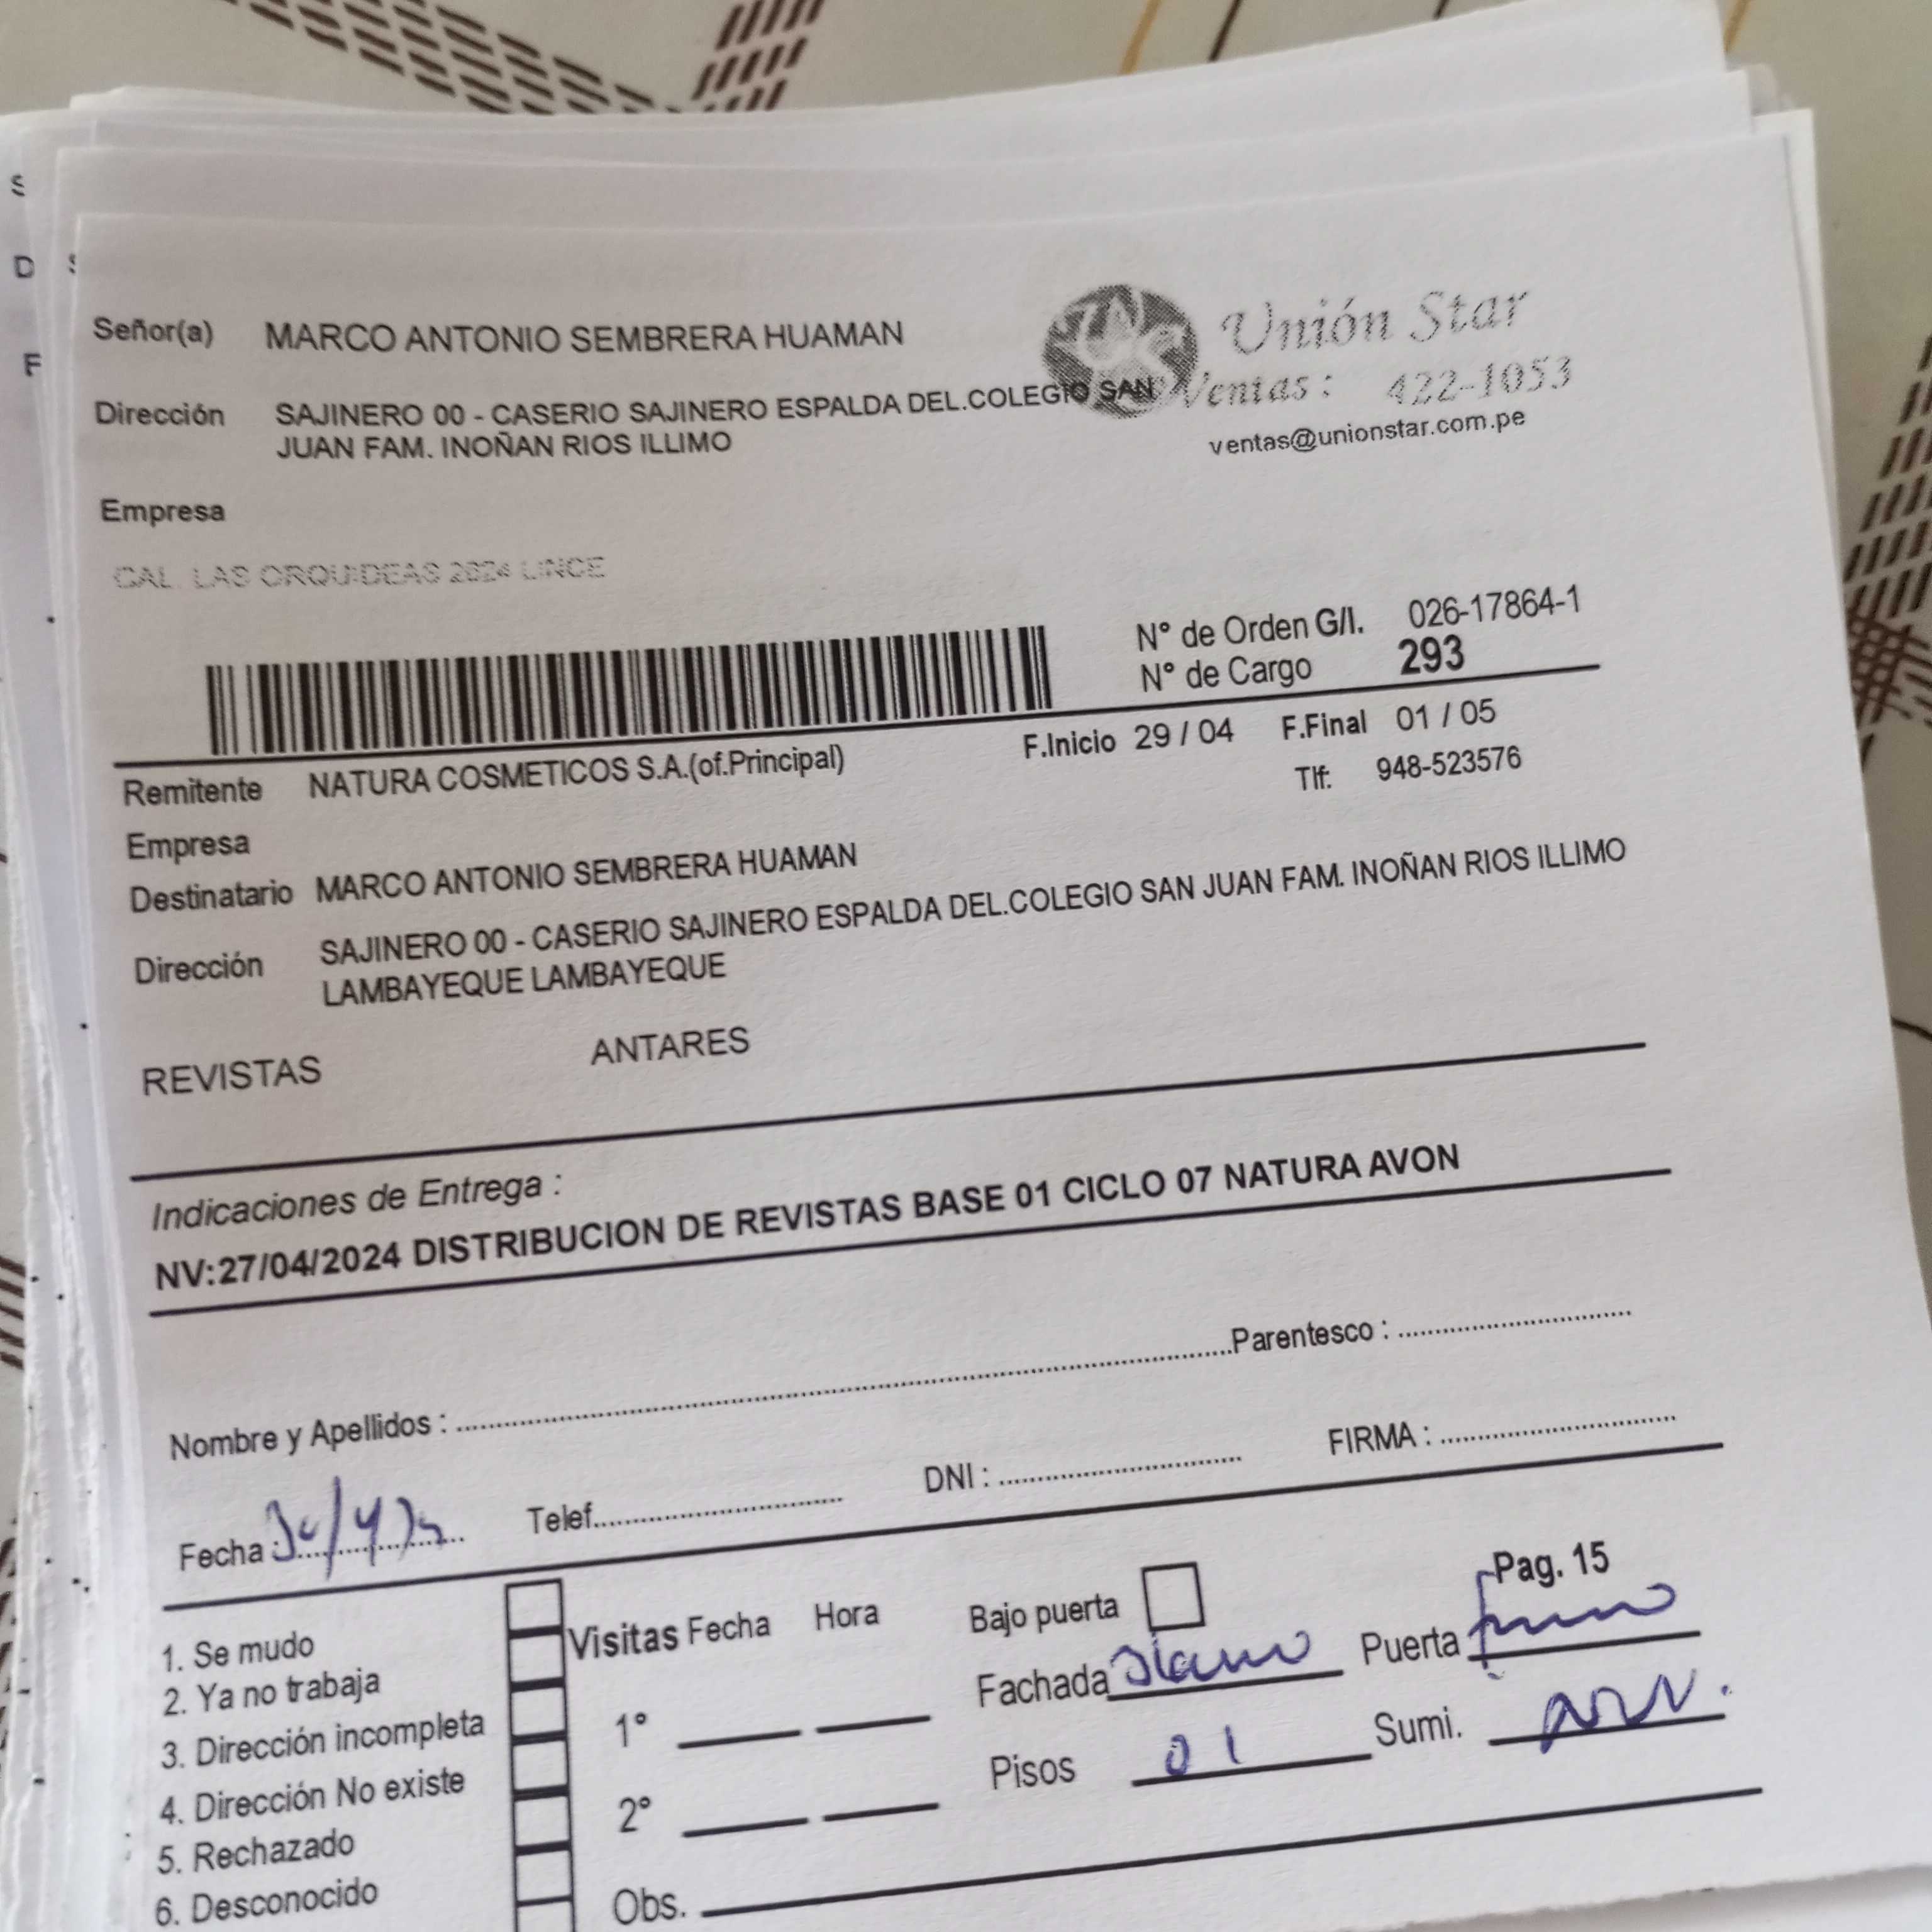 Señor(a) MARCO ANTONIO SEMBRERA HUAMAN
Unión Star
Dirección SAJINERO 00 - CASERIO SAJINERO ESPALDA DEL.COLEGIO SAN
JUAN FAM. INOÑAN RIOS ILLIMO
Ventas: 422-1053
ventas@unionstar.com.pe
Empresa
CAL. LAS ORQUIDEAS 2824 LINCE
N° de Orden G/I. 026-17864-1
N° de Cargo 293
F.Inicio 29 / 04 F.Final 01 / 05
Remitente NATURA COSMETICOS S.A.(of.Principal)
Tlf: 948-523576
Empresa
Destinatario MARCO ANTONIO SEMBRERA HUAMAN
Dirección SAJINERO 00 - CASERIO SAJINERO ESPALDA DEL.COLEGIO SAN JUAN FAM. INOÑAN RIOS ILLIMO
LAMBAYEQUE LAMBAYEQUE
REVISTAS ANTARES
Indicaciones de Entrega :
NV:27/04/2024 DISTRIBUCION DE REVISTAS BASE 01 CICLO 07 NATURA AVON
Nombre y Apellidos : Parentesco :
Fecha : Telef. DNI : FIRMA :
Pag. 15
1. Se mudo
2. Ya no trabaja
3. Dirección incompleta
4. Dirección No existe
5. Rechazado
6. Desconocido
Visitas Fecha Hora
1°
2°
Obs.
Bajo puerta
Fachada Puerta
Pisos 01 Sumi.